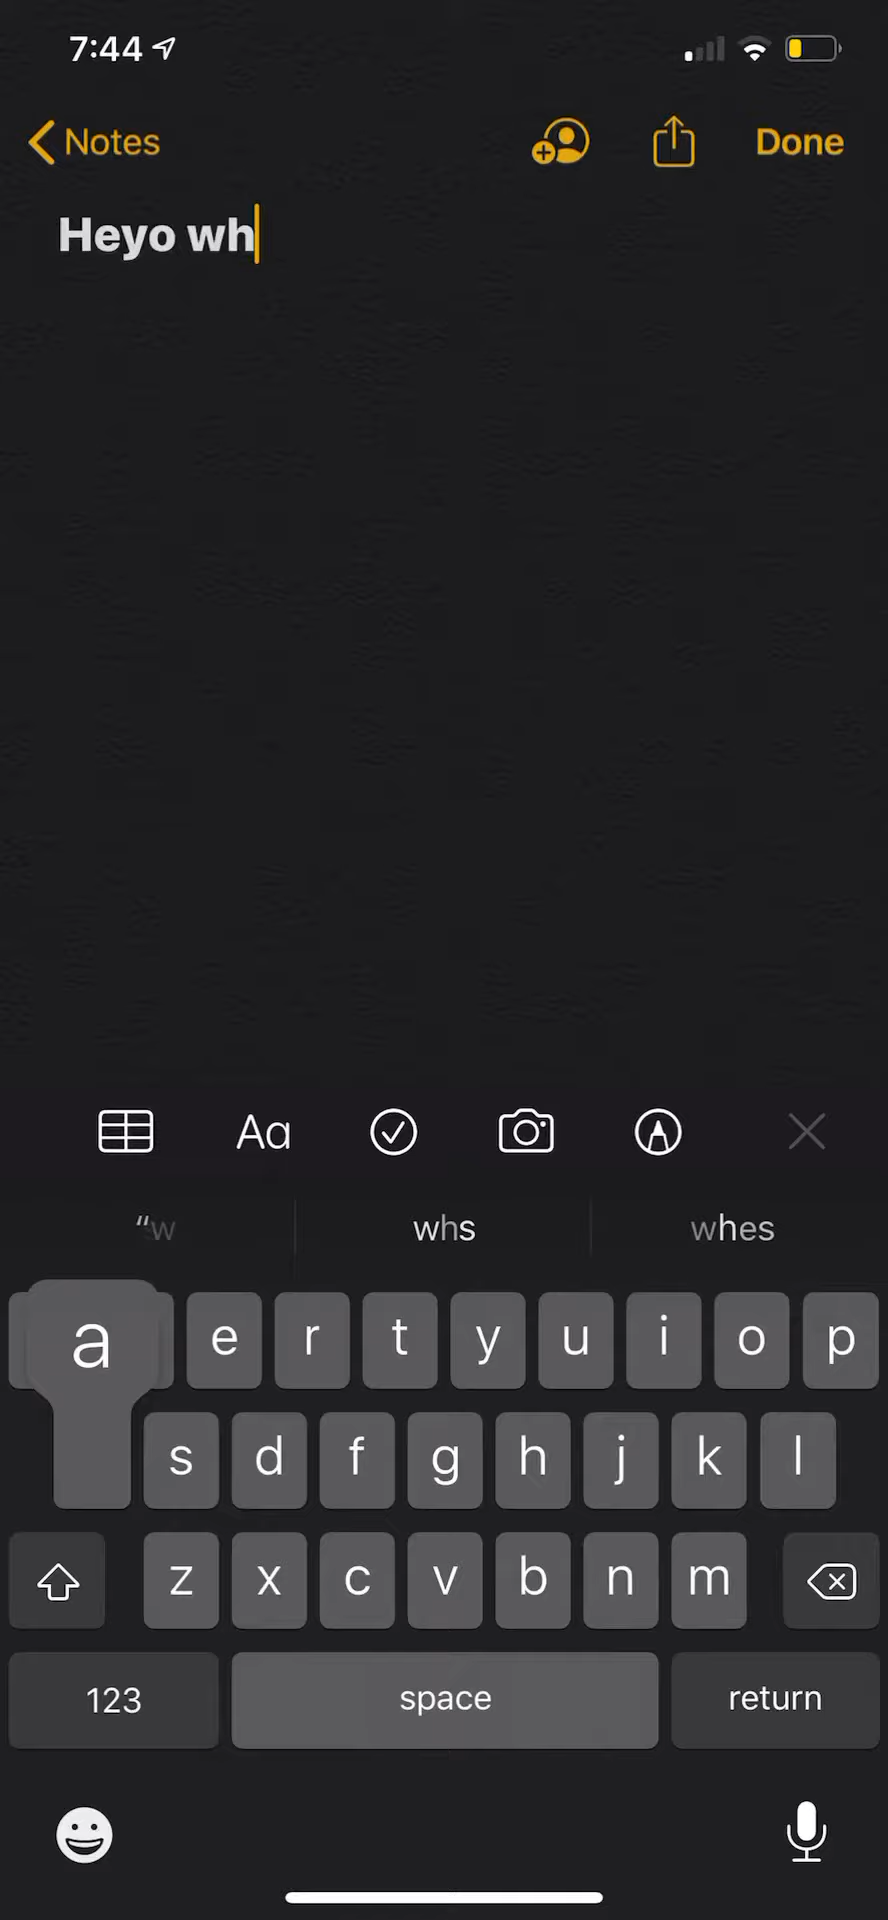 7:44
Notes
Done
Heyo wh
Aa
“w
whs
whes
a e r t y u i o p
s d f g h j k l
z x c v b n m
123 space return